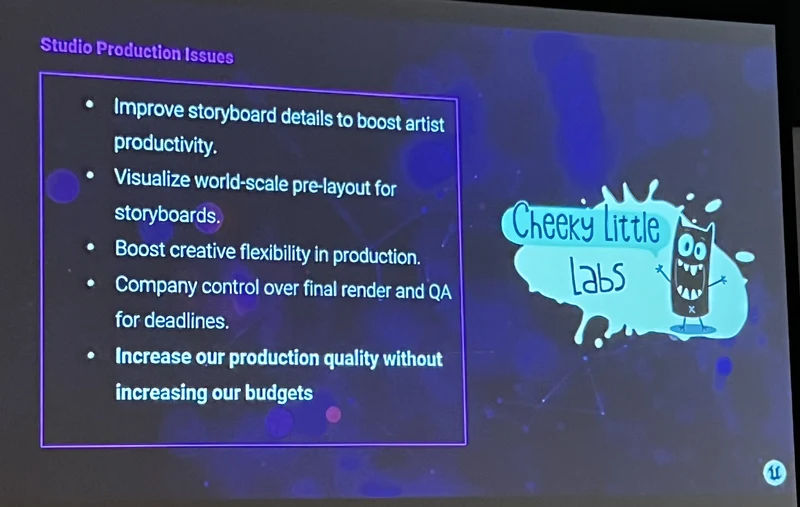 Studio Production Issues
• Improve storyboard details to boost artist
productivity.
• Visualize world-scale pre-layout for
storyboards.
• Boost creative flexibility in production.
• Company control over final render and QA
for deadlines.
• Increase our production quality without
increasing our budgets
Cheeky Little
Labs